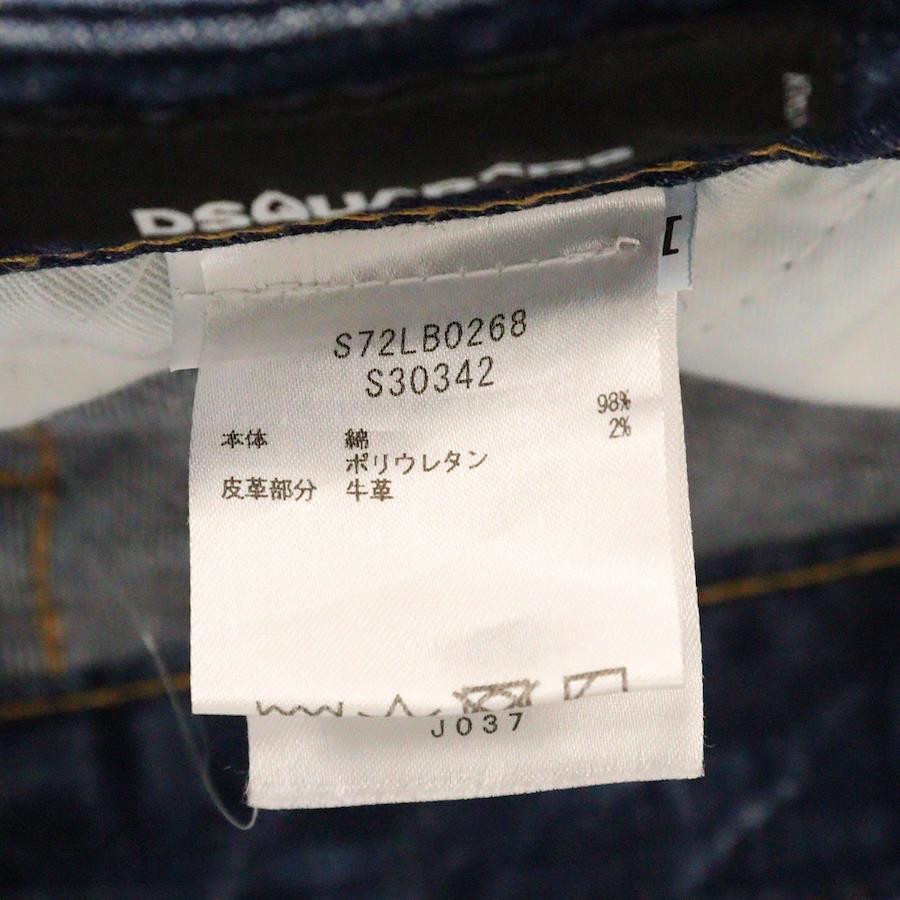 DSQUARED2
S72LB0268
S30342
本体 綿 98%
ポリウレタン 2%
皮革部分 牛革
J037